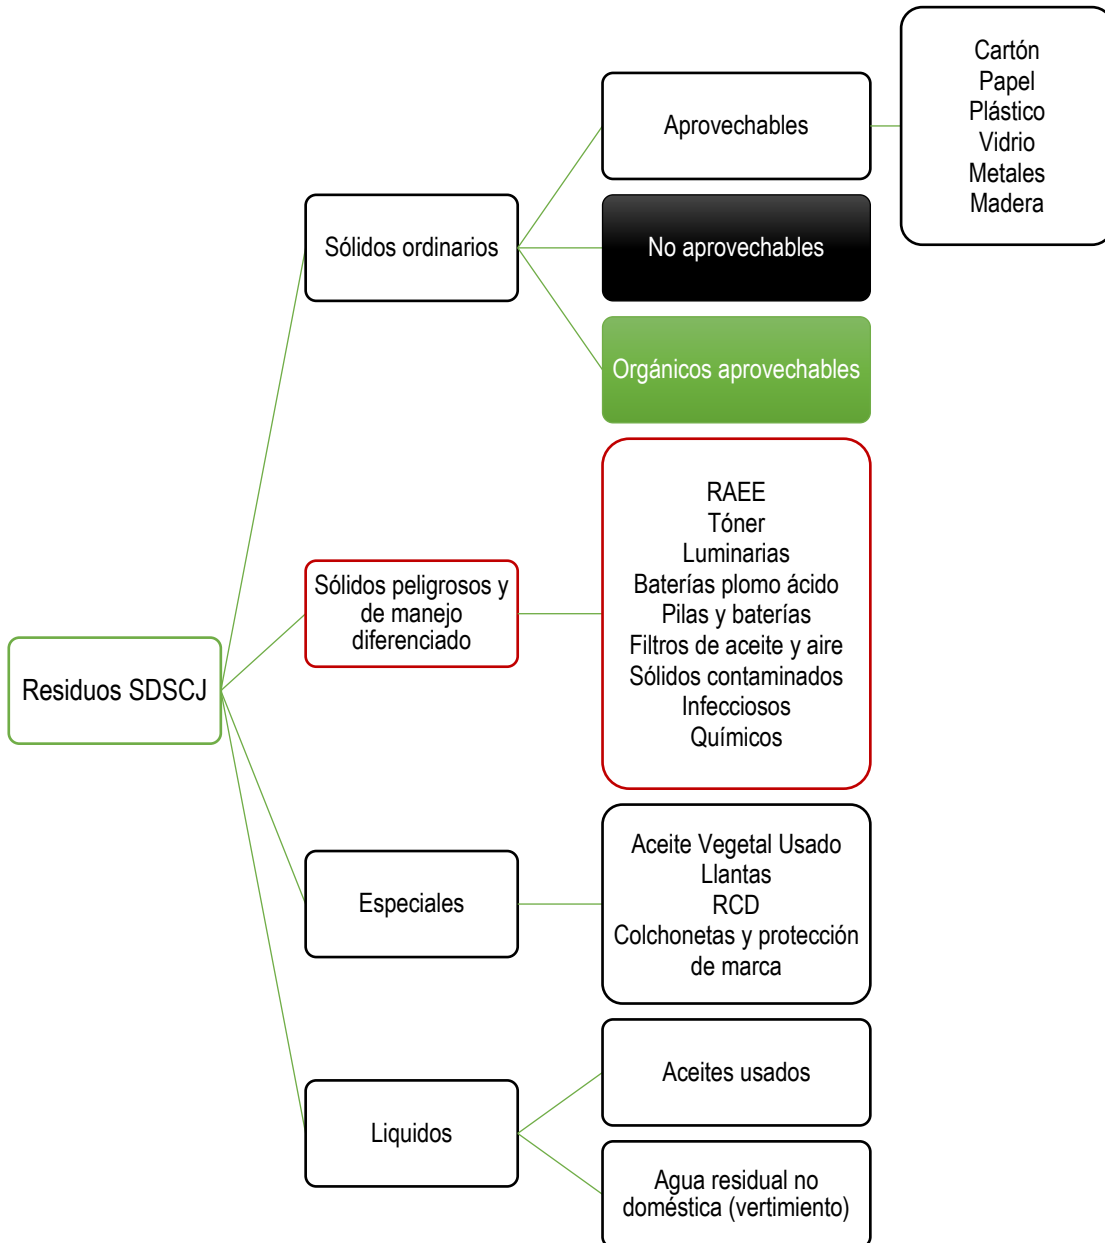 Residuos SDSCJ
Sólidos ordinarios
Aprovechables
Cartón
Papel
Plástico
Vidrio
Metales
Madera
No aprovechables
Orgánicos aprovechables
Sólidos peligrosos y
de manejo
diferenciado
RAEE
Tóner
Luminarias
Baterías plomo ácido
Pilas y baterías
Filtros de aceite y aire
Sólidos contaminados
Infecciosos
Químicos
Especiales
Aceite Vegetal Usado
Llantas
RCD
Colchonetas y protección
de marca
Liquidos
Aceites usados
Agua residual no
doméstica (vertimiento)